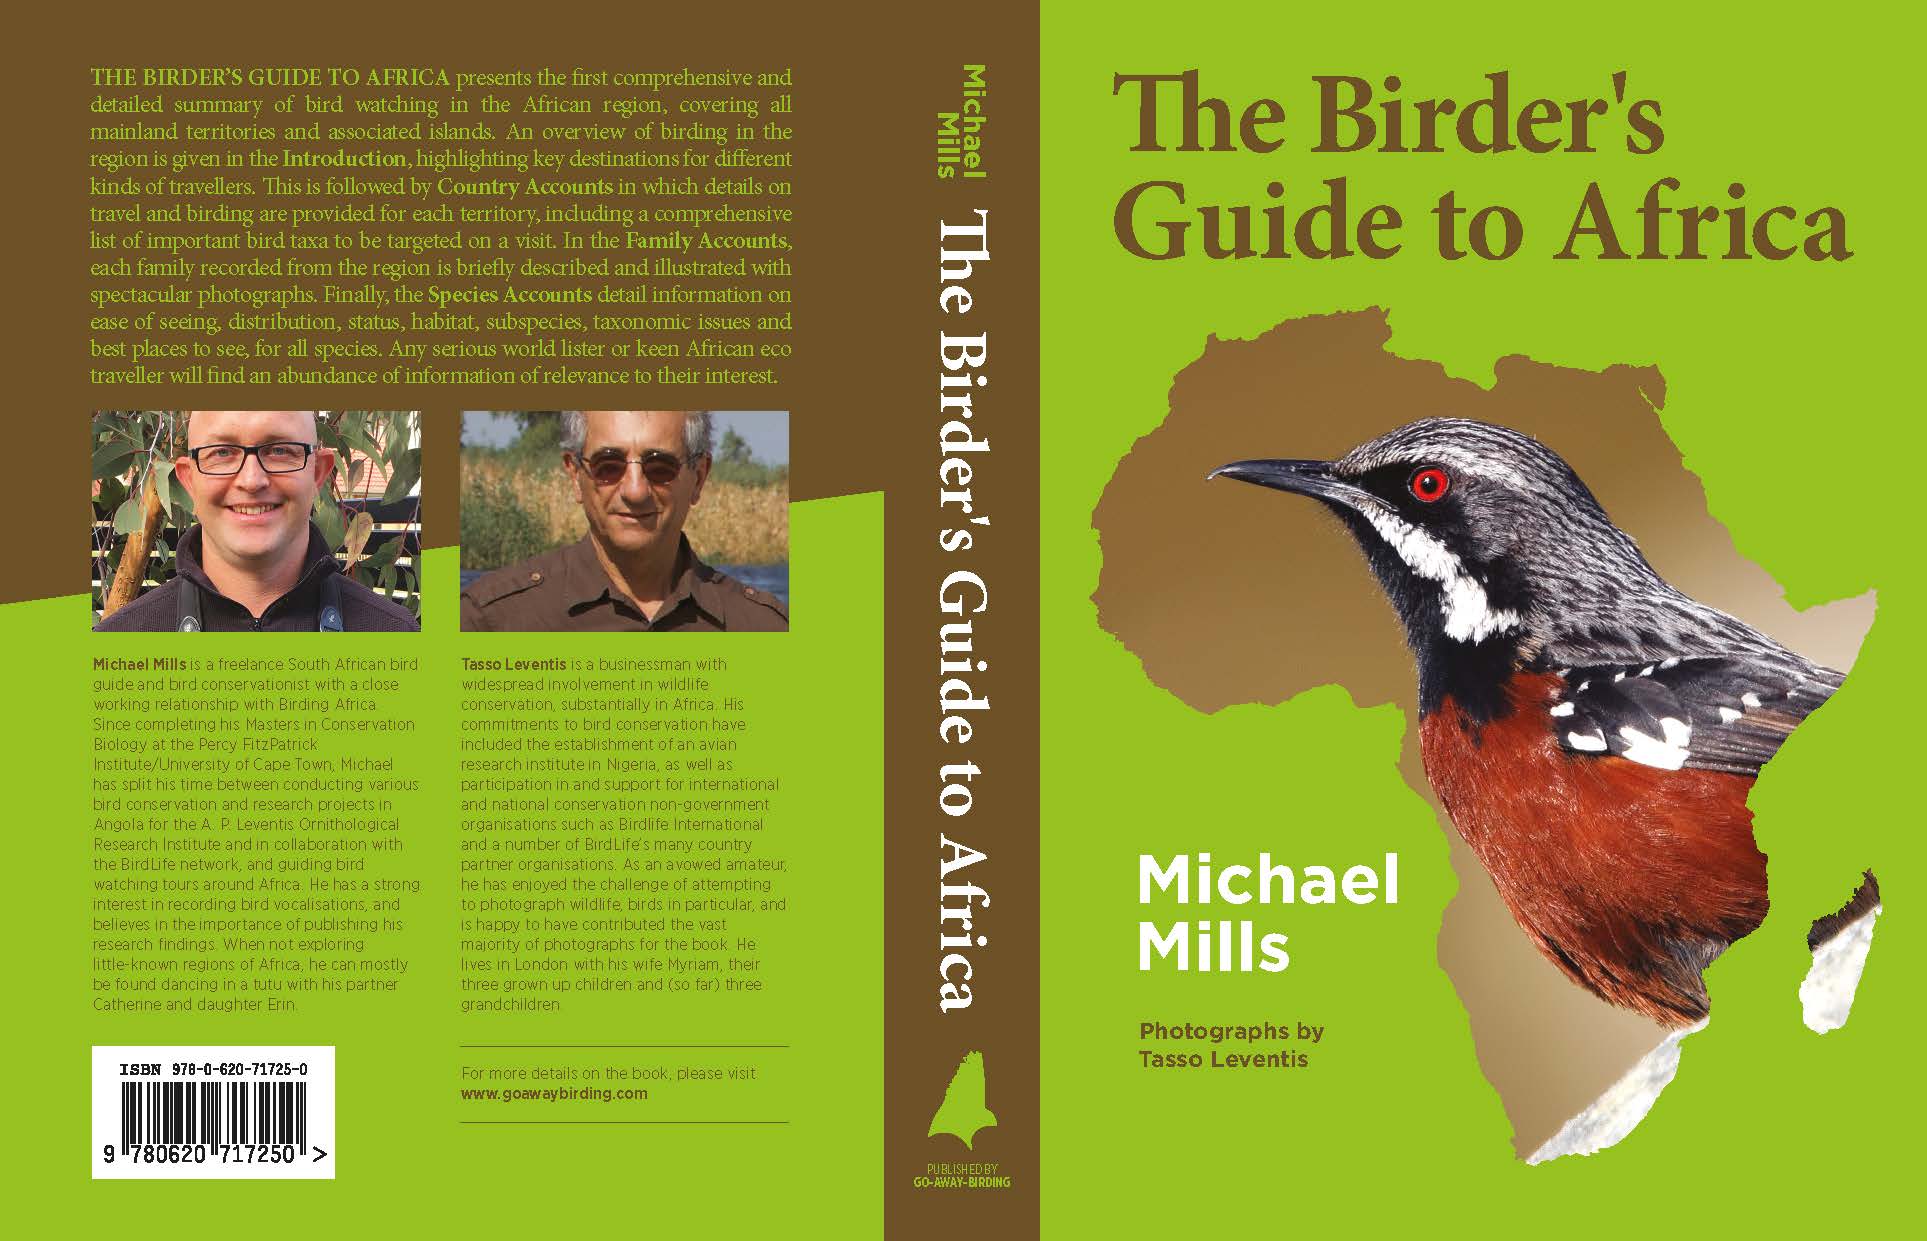 THE BIRDER'S GUIDE TO AFRICA presents the first comprehensive and
detailed summary of bird watching in the African region, covering all
mainland territories and associated islands. An overview of birding in the
region is given in the Introduction, highlighting key destinations for different
kinds of travellers. This is followed by Country Accounts in which details on
travel and birding are provided for each territory, including a comprehensive
list of important bird taxa to be targeted on a visit. In the Family Accounts,
each family recorded from the region is briefly described and illustrated with
spectacular photographs. Finally, the Species Accounts detail information on
ease of seeing, distribution, status, habitat, subspecies, taxonomic issues and
best places to see, for all species. Any serious world lister or keen African eco
traveller will find an abundance of information of relevance to their interest.
Michael Mills is a freelance South African bird
guide and bird conservationist with a close
working relationship with Birding Africa.
Since completing his Masters in Conservation
Biology at the Percy FitzPatrick
Institute/University of Cape Town, Michael
has split his time between conducting various
bird conservation and research projects in
Angola for the A. P. Leventis Ornithological
Research Institute and in collaboration with
the BirdLife network, and guiding bird
watching tours around Africa. He has a strong
interest in recording bird vocalisations, and
believes in the importance of publishing his
research findings. When not exploring
little-known regions of Africa, he can mostly
be found dancing in a tutu with his partner
Catherine and daughter Erin.
Tasso Leventis is a businessman with
widespread involvement in wildlife
conservation, substantially in Africa. His
commitments to bird conservation have
included the establishment of an avian
research institute in Nigeria, as well as
participation in and support for international
and national conservation non-government
organisations such as Birdlife International
and a number of BirdLife's many country
partner organisations. As an avowed amateur,
he has enjoyed the challenge of attempting
to photograph wildlife, birds in particular, and
is happy to have contributed the vast
majority of photographs for the book. He
lives in London with his wife Myriam, their
three grown up children and (so far) three
grandchildren.
ISBN 978-0-620-71725-0
9 780620 717250 >
For more details on the book, please visit
www.goawaybirding.com
Michael
Mills
The Birder's Guide to Africa
PUBLISHED BY
GO-AWAY-BIRDING
The Birder's
Guide to Africa
Michael
Mills
Photographs by
Tasso Leventis